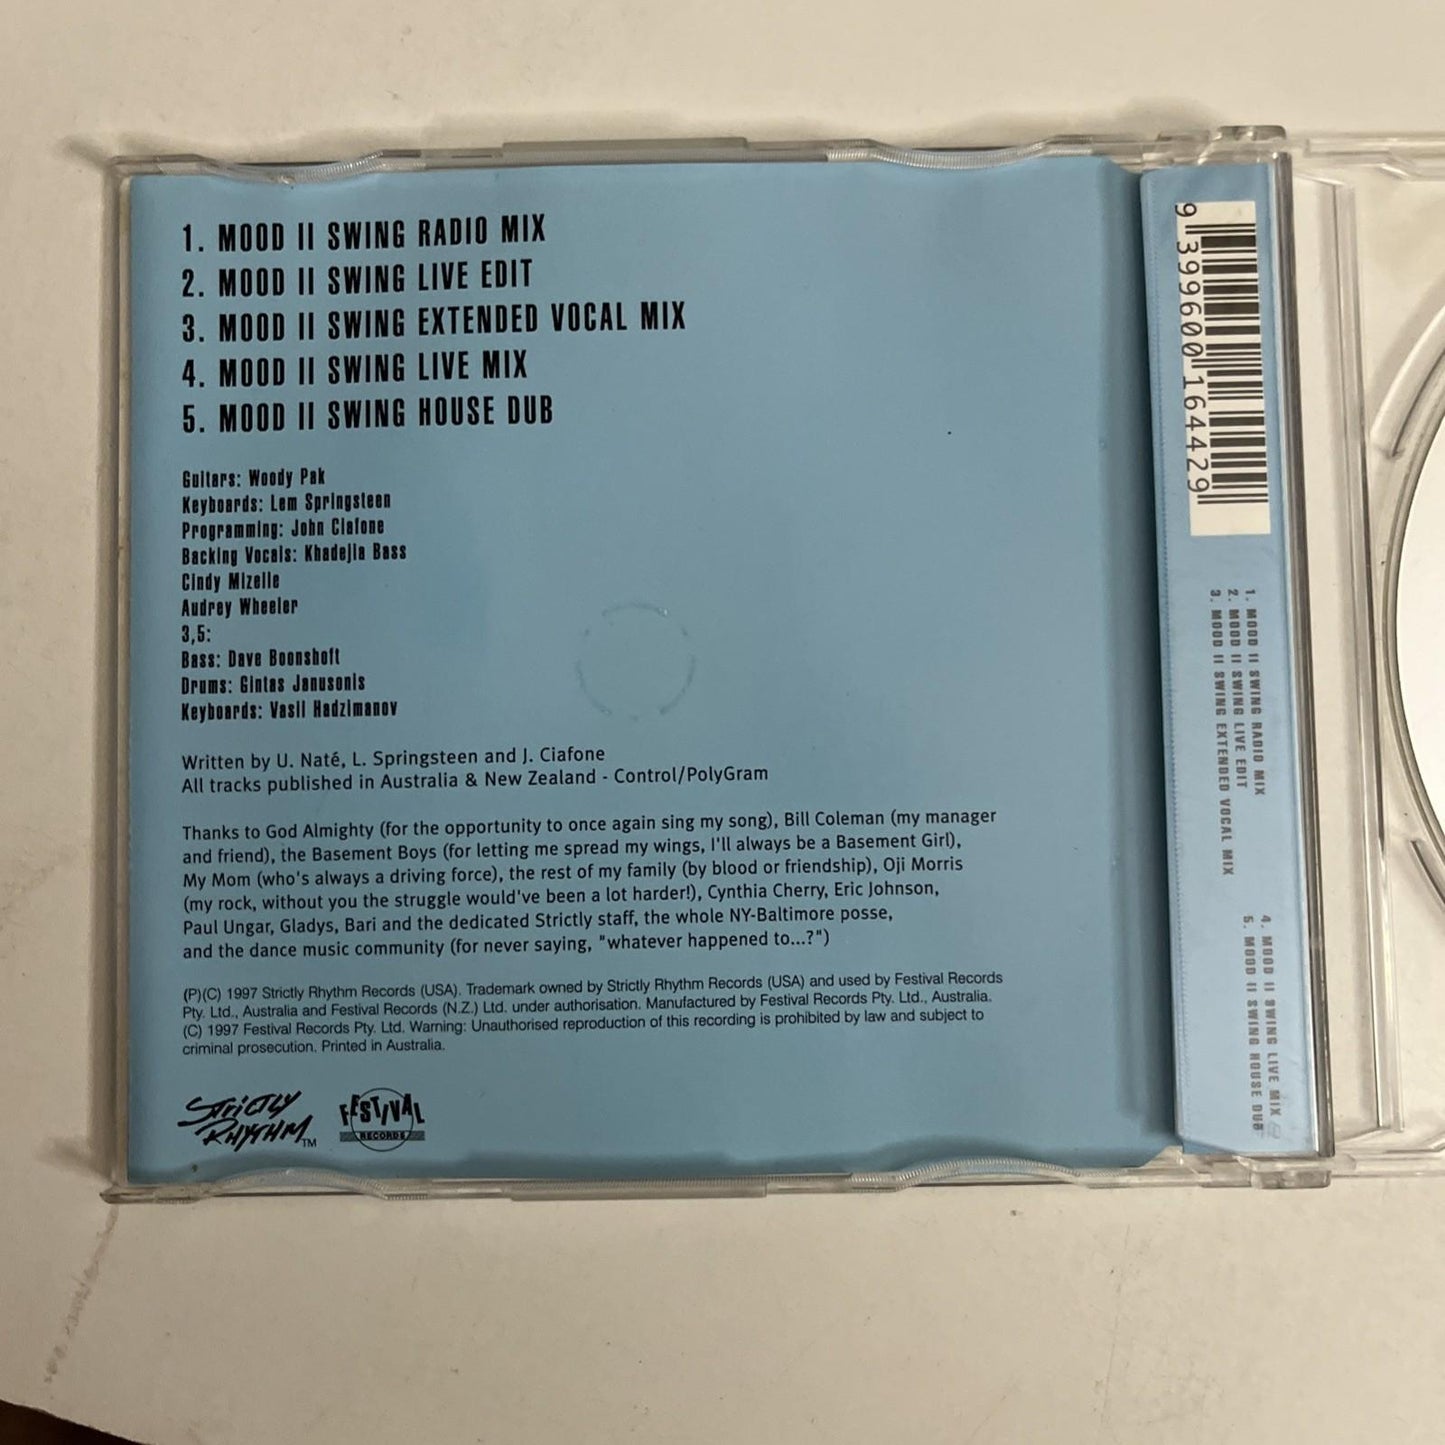 1. MOOD II SWING RADIO MIX
2. MOOD II SWING LIVE EDIT
3. MOOD II SWING EXTENDED VOCAL MIX
4. MOOD II SWING LIVE MIX
5. MOOD II SWING HOUSE DUB
Guitars: Woody Pak
Keyboards: Lem Springsteen
Programming: John Ciafone
Backing Vocals: Khadejia Bass
Cindy Mizelle
Audrey Wheeler
3,5:
Bass: Dave Boonshoft
Drums: Gintas Janusonis
Keyboards: Vasil Hadzimanov
Written by U. Naté, L. Springsteen and J. Ciafone
All tracks published in Australia & New Zealand - Control/PolyGram
Thanks to God Almighty (for the opportunity to once again sing my song), Bill Coleman (my manager
and friend), the Basement Boys (for letting me spread my wings, I'll always be a Basement Girl),
My Mom (who's always a driving force), the rest of my family (by blood or friendship), Oji Morris
(my rock, without you the struggle would've been a lot harder!), Cynthia Cherry, Eric Johnson,
Paul Ungar, Gladys, Bari and the dedicated Strictly staff, the whole NY-Baltimore posse,
and the dance music community (for never saying, "whatever happened to...?")
(P)(C) 1997 Strictly Rhythm Records (USA). Trademark owned by Strictly Rhythm Records (USA) and used by Festival Records
Pty. Ltd., Australia and Festival Records (N.Z.) Ltd. under authorisation. Manufactured by Festival Records Pty. Ltd., Australia.
(C) 1997 Festival Records Pty. Ltd. Warning: Unauthorised reproduction of this recording is prohibited by law and subject to
criminal prosecution. Printed in Australia.
STRICTLY
RHYTHM TM
FESTIVAL
RECORDS
9 399600 164429
1. MOOD II SWING RADIO MIX
2. MOOD II SWING LIVE EDIT
3. MOOD II SWING EXTENDED VOCAL MIX
4. MOOD II SWING LIVE MIX
5. MOOD II SWING HOUSE DUB